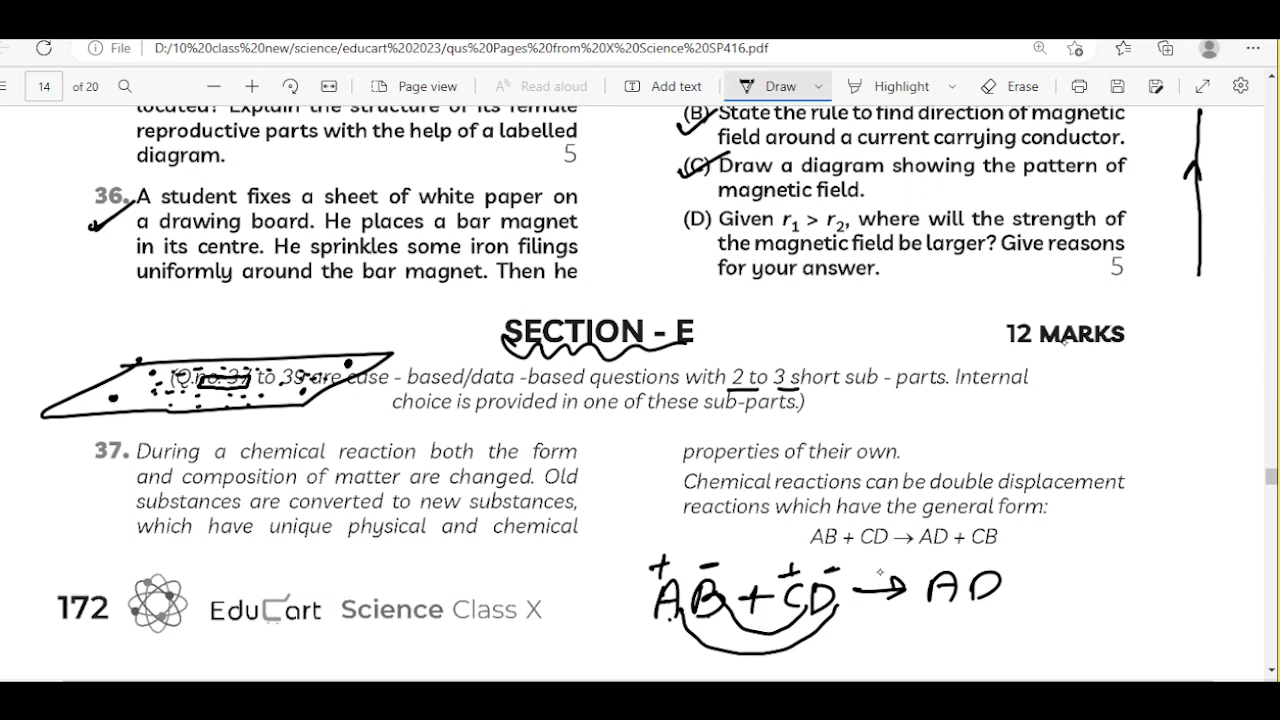 File
D:/10%20class%20new/science/educart%202023/qus%20Pages%20from%20X%20Science%20SP416.pdf
14 of 20
Page view
Read aloud
Add text
Draw
Highlight
Erase
located? Explain the structure of its female
reproductive parts with the help of a labelled
diagram. 5
36. A student fixes a sheet of white paper on
a drawing board. He places a bar magnet
in its centre. He sprinkles some iron filings
uniformly around the bar magnet. Then he
(B) State the rule to find direction of magnetic
field around a current carrying conductor.
(C) Draw a diagram showing the pattern of
magnetic field.
(D) Given r₁ > r₂, where will the strength of
the magnetic field be larger? Give reasons
for your answer. 5
SECTION - E 12 MARKS
(Q.no. 37 to 39 are case - based/data -based questions with 2 to 3 short sub - parts. Internal
choice is provided in one of these sub-parts.)
37. During a chemical reaction both the form
and composition of matter are changed. Old
substances are converted to new substances,
which have unique physical and chemical
properties of their own.
Chemical reactions can be double displacement
reactions which have the general form:
AB + CD → AD + CB
+ - + -
AB + CD → AD
172 EduCart Science Class X